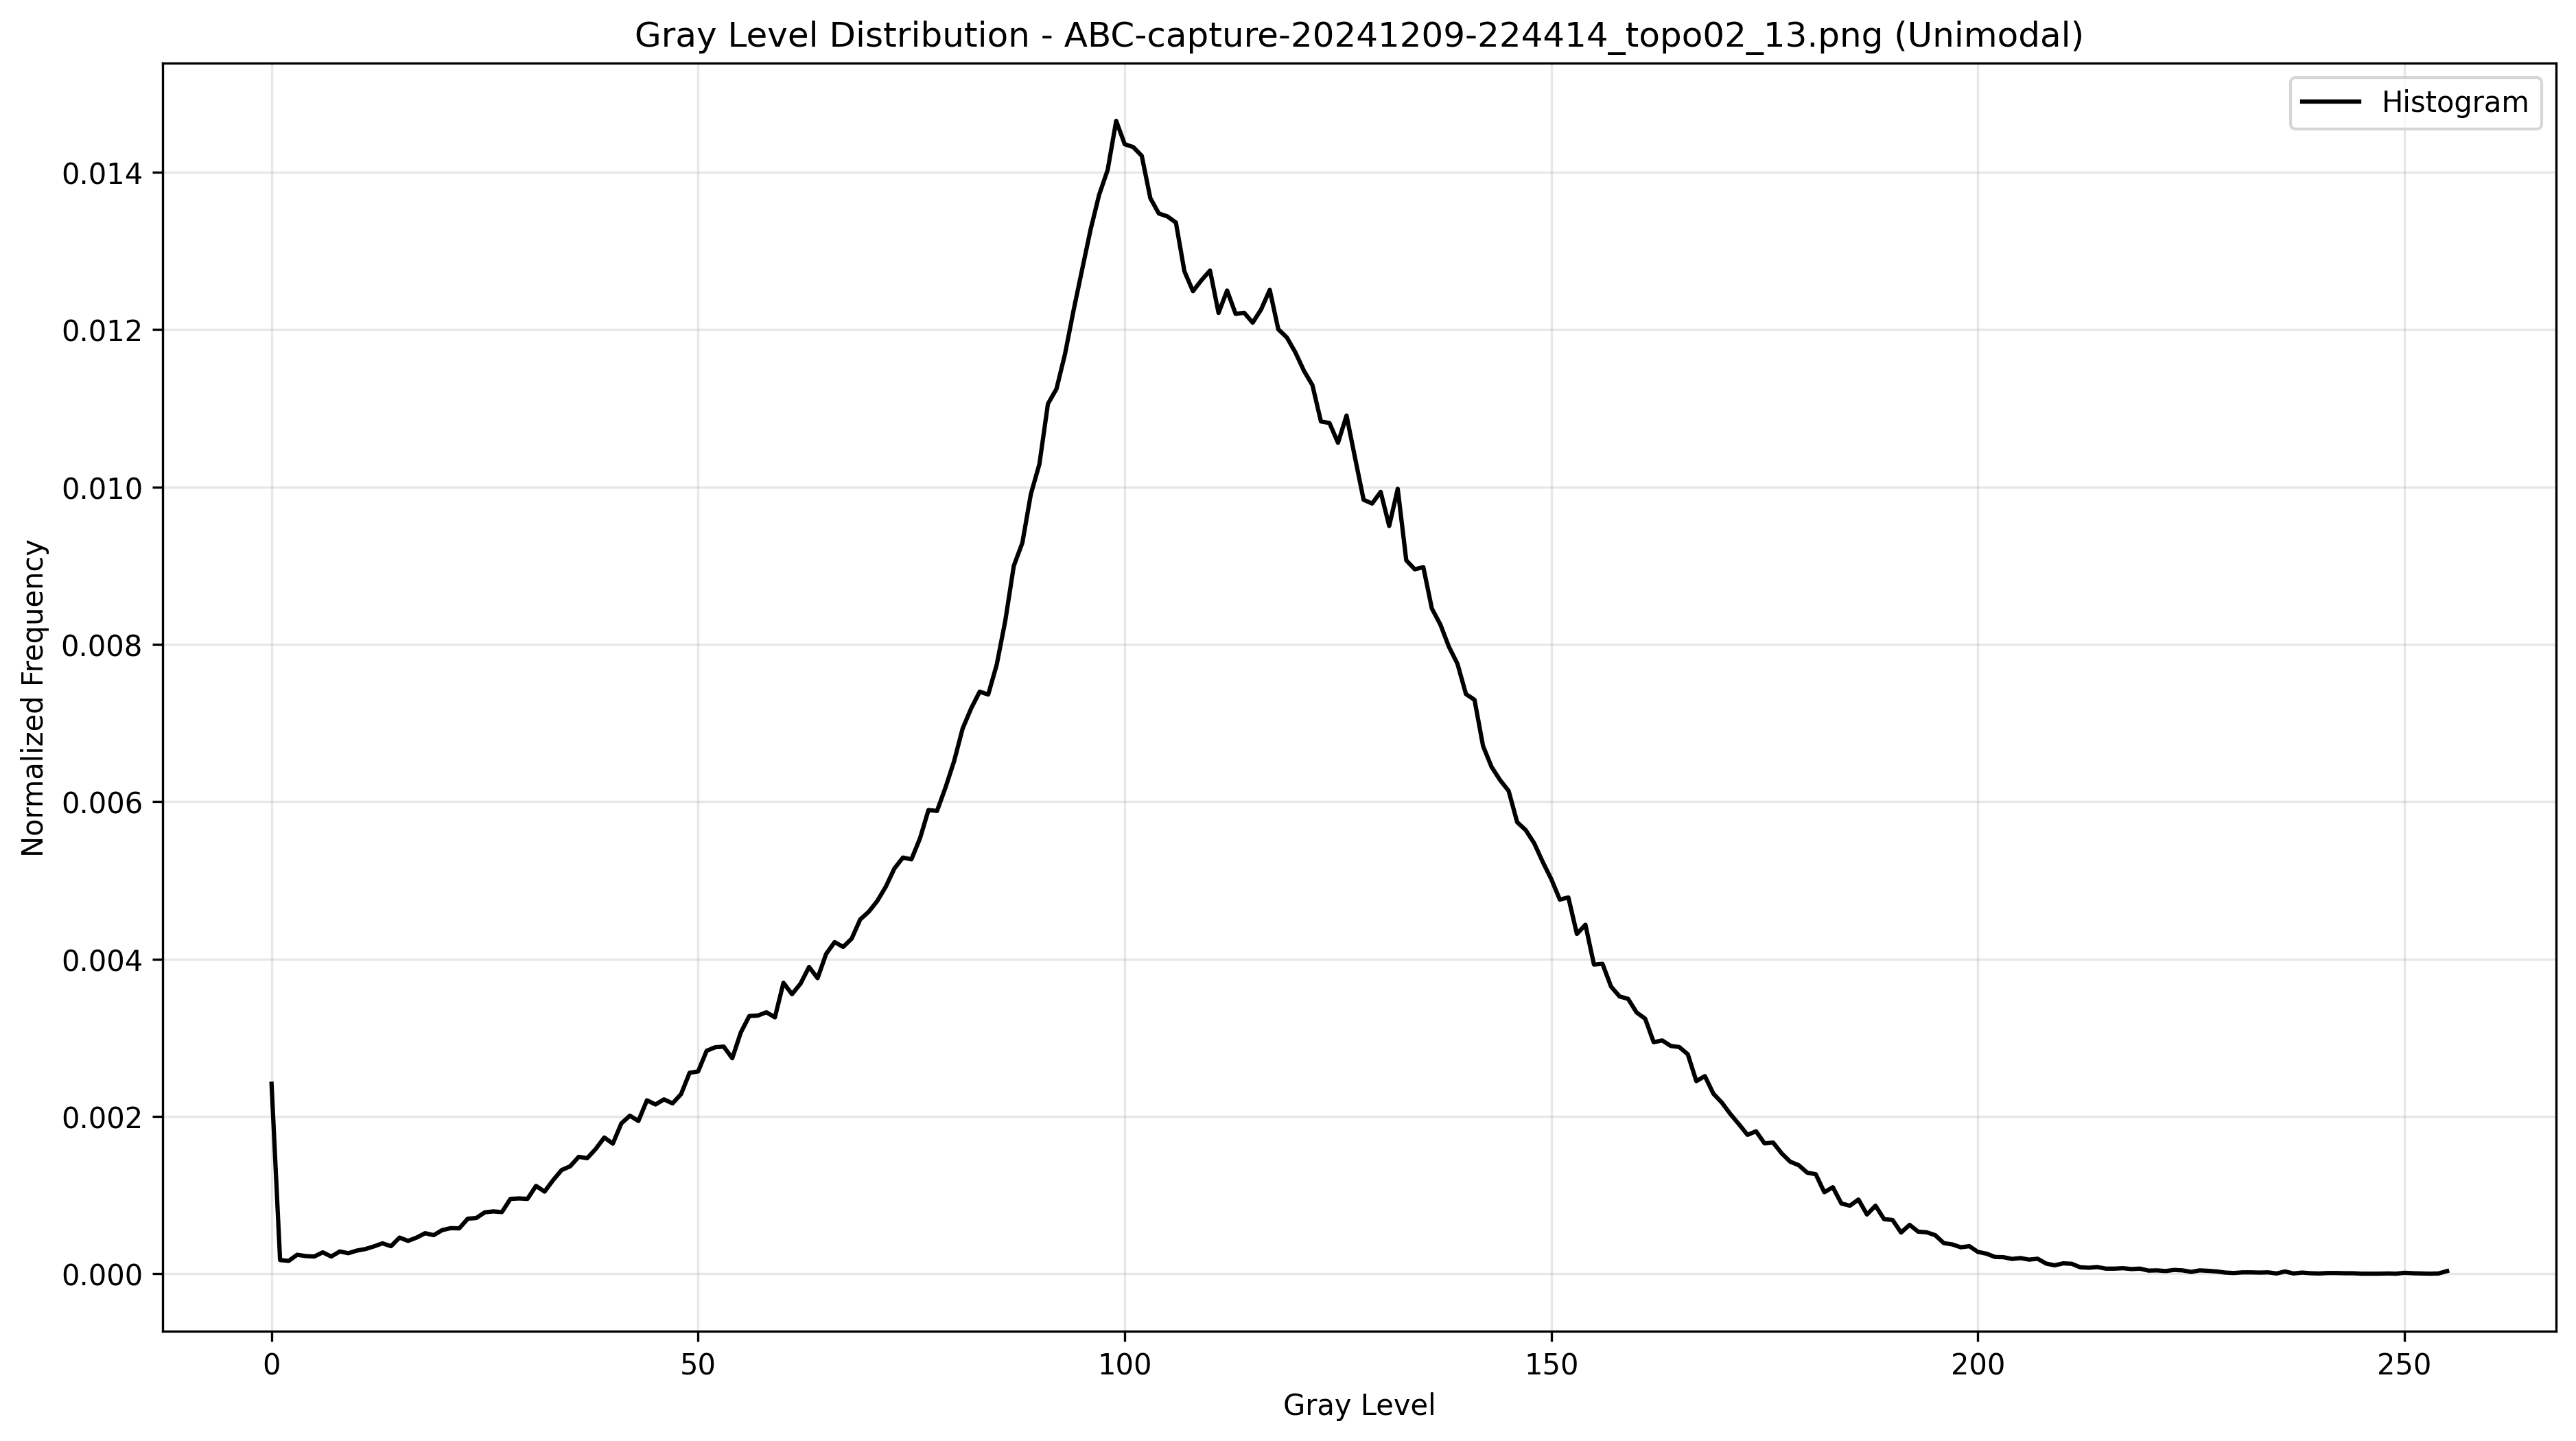 Gray Level Distribution - ABC-capture-20241209-224414_topo02_13.png (Unimodal)
Histogram
Normalized Frequency
0.014
0.012
0.010
0.008
0.006
0.004
0.002
0.000
0 50 100 150 200 250
Gray Level